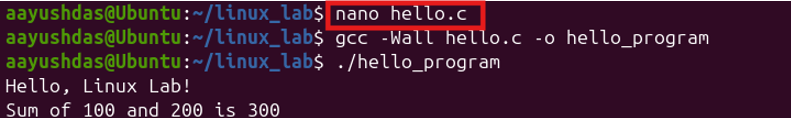 aayushdas@Ubuntu:~/linux_lab$ nano hello.c
aayushdas@Ubuntu:~/linux_lab$ gcc -Wall hello.c -o hello_program
aayushdas@Ubuntu:~/linux_lab$ ./hello_program
Hello, Linux Lab!
Sum of 100 and 200 is 300